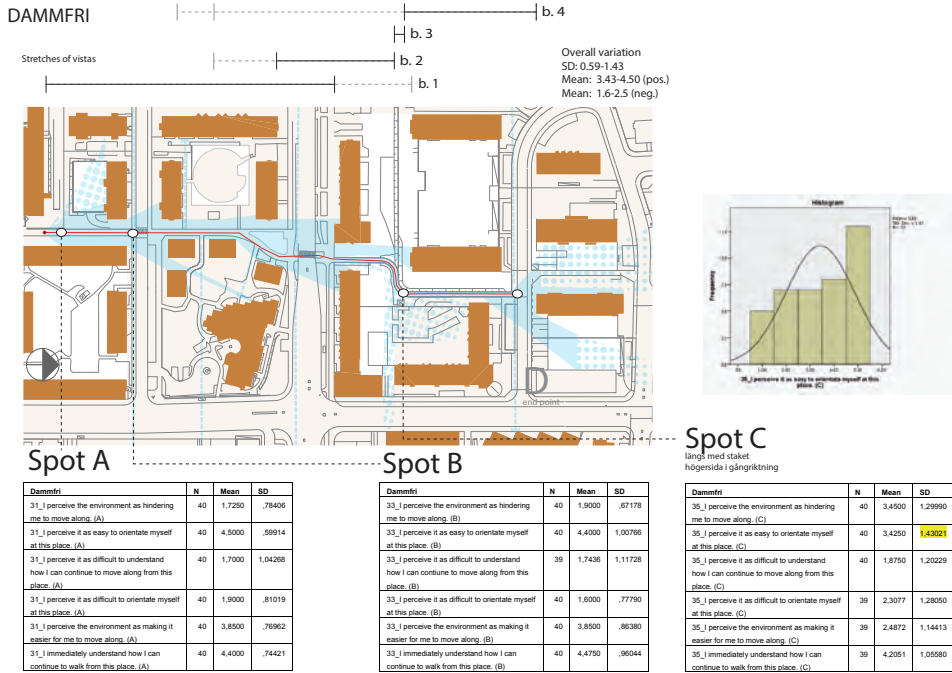 DAMMFRI
b. 4
b. 3
Stretches of vistas
b. 2
b. 1
Overall variation
SD: 0.59-1.43
Mean: 3.43-4.50 (pos.)
Mean: 1.6-2.5 (neg.)
Histogram
Frequency
35_I perceive it as easy to orientate myself at this
place. (C)
D
end point
Spot A
Dammfri N Mean SD
31_I perceive the environment as hindering
me to move along. (A) 40 1,7250 ,78406
31_I perceive it as easy to orientate myself
at this place. (A) 40 4,5000 ,59914
31_I perceive it as difficult to understand
how I can continue to move along from this
place. (A) 40 1,7000 1,04268
31_I perceive it as difficult to orientate myself
at this place. (A) 40 1,9000 ,81019
31_I perceive the environment as making it
easier for me to move along. (A) 40 3,8500 ,76962
31_I immediately understand how I can
continue to walk from this place. (A) 40 4,4000 ,74421
Spot B
Dammfri N Mean SD
33_I perceive the environment as hindering
me to move along. (B) 40 1,9000 ,67178
33_I perceive it as easy to orientate myself
at this place. (B) 40 4,4000 1,00766
33_I perceive it as difficult to understand
how I can contiune to move along from this
place. (B) 39 1,7436 1,11728
33_I perceive it as difficult to orientate myself
at this place. (B) 40 1,6000 ,77790
33_I perceive the environment as making it
easier for me to move along. (B) 40 3,8500 ,86380
33_I immediately understand how I can
continue to walk from this place. (B) 40 4,4750 ,96044
Spot C
längs med staket
högersida i gångriktning
Dammfri N Mean SD
35_I perceive the environment as hindering
me to move along. (C) 40 3,4500 1,29990
35_I perceive it as easy to orientate myself
at this place. (C) 40 3,4250 1,43021
35_I perceive it as difficult to understand
how I can continue to move along from this
place. (C) 40 1,8750 1,20229
35_I perceive it as difficult to orientate myself
at this place. (C) 39 2,3077 1,28050
35_I perceive the environment as making it
easier for me to move along. (C) 39 2,4872 1,14413
35_I immediately understand how I can
continue to walk from this place. (C) 39 4,2051 1,05580